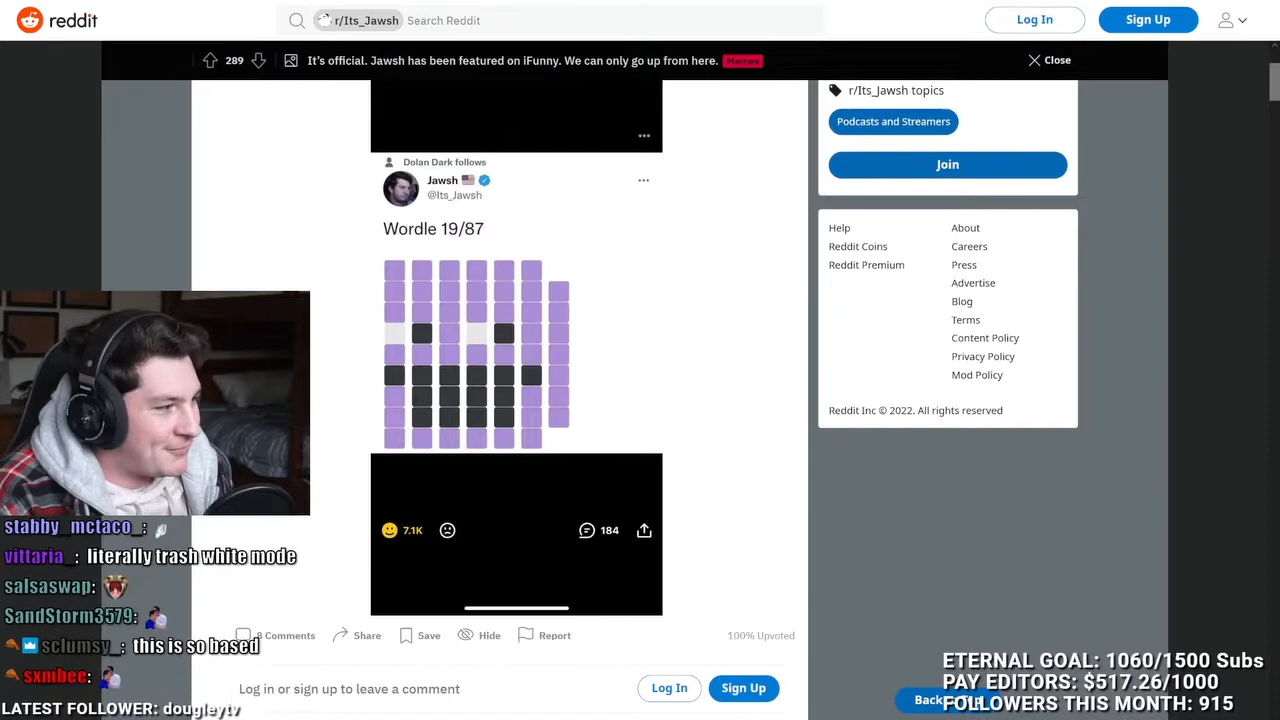 reddit
r/Its_Jawsh
Search Reddit
Log In
Sign Up
289
It's official. Jawsh has been featured on iFunny. We can only go up from here.
Memes
Close
r/Its_Jawsh topics
Podcasts and Streamers
Join
Dolan Dark follows
Jawsh
@Its_Jawsh
Wordle 19/87
Help
About
Reddit Coins
Careers
Reddit Premium
Press
Advertise
Blog
Terms
Content Policy
Privacy Policy
Mod Policy
Reddit Inc © 2022. All rights reserved
7.1K
184
8 Comments
Share
Save
Hide
Report
100% Upvoted
Log in or sign up to leave a comment
Log In
Sign Up
stabby_mctaco_:
vittaria_: literally trash white mode
salsaswap:
SandStorm3579:
sclumsy_: this is so based
sxmbee:
LATEST FOLLOWER: dougleytv
ETERNAL GOAL: 1060/1500 Subs
PAY EDITORS: $517.26/1000
FOLLOWERS THIS MONTH: 915